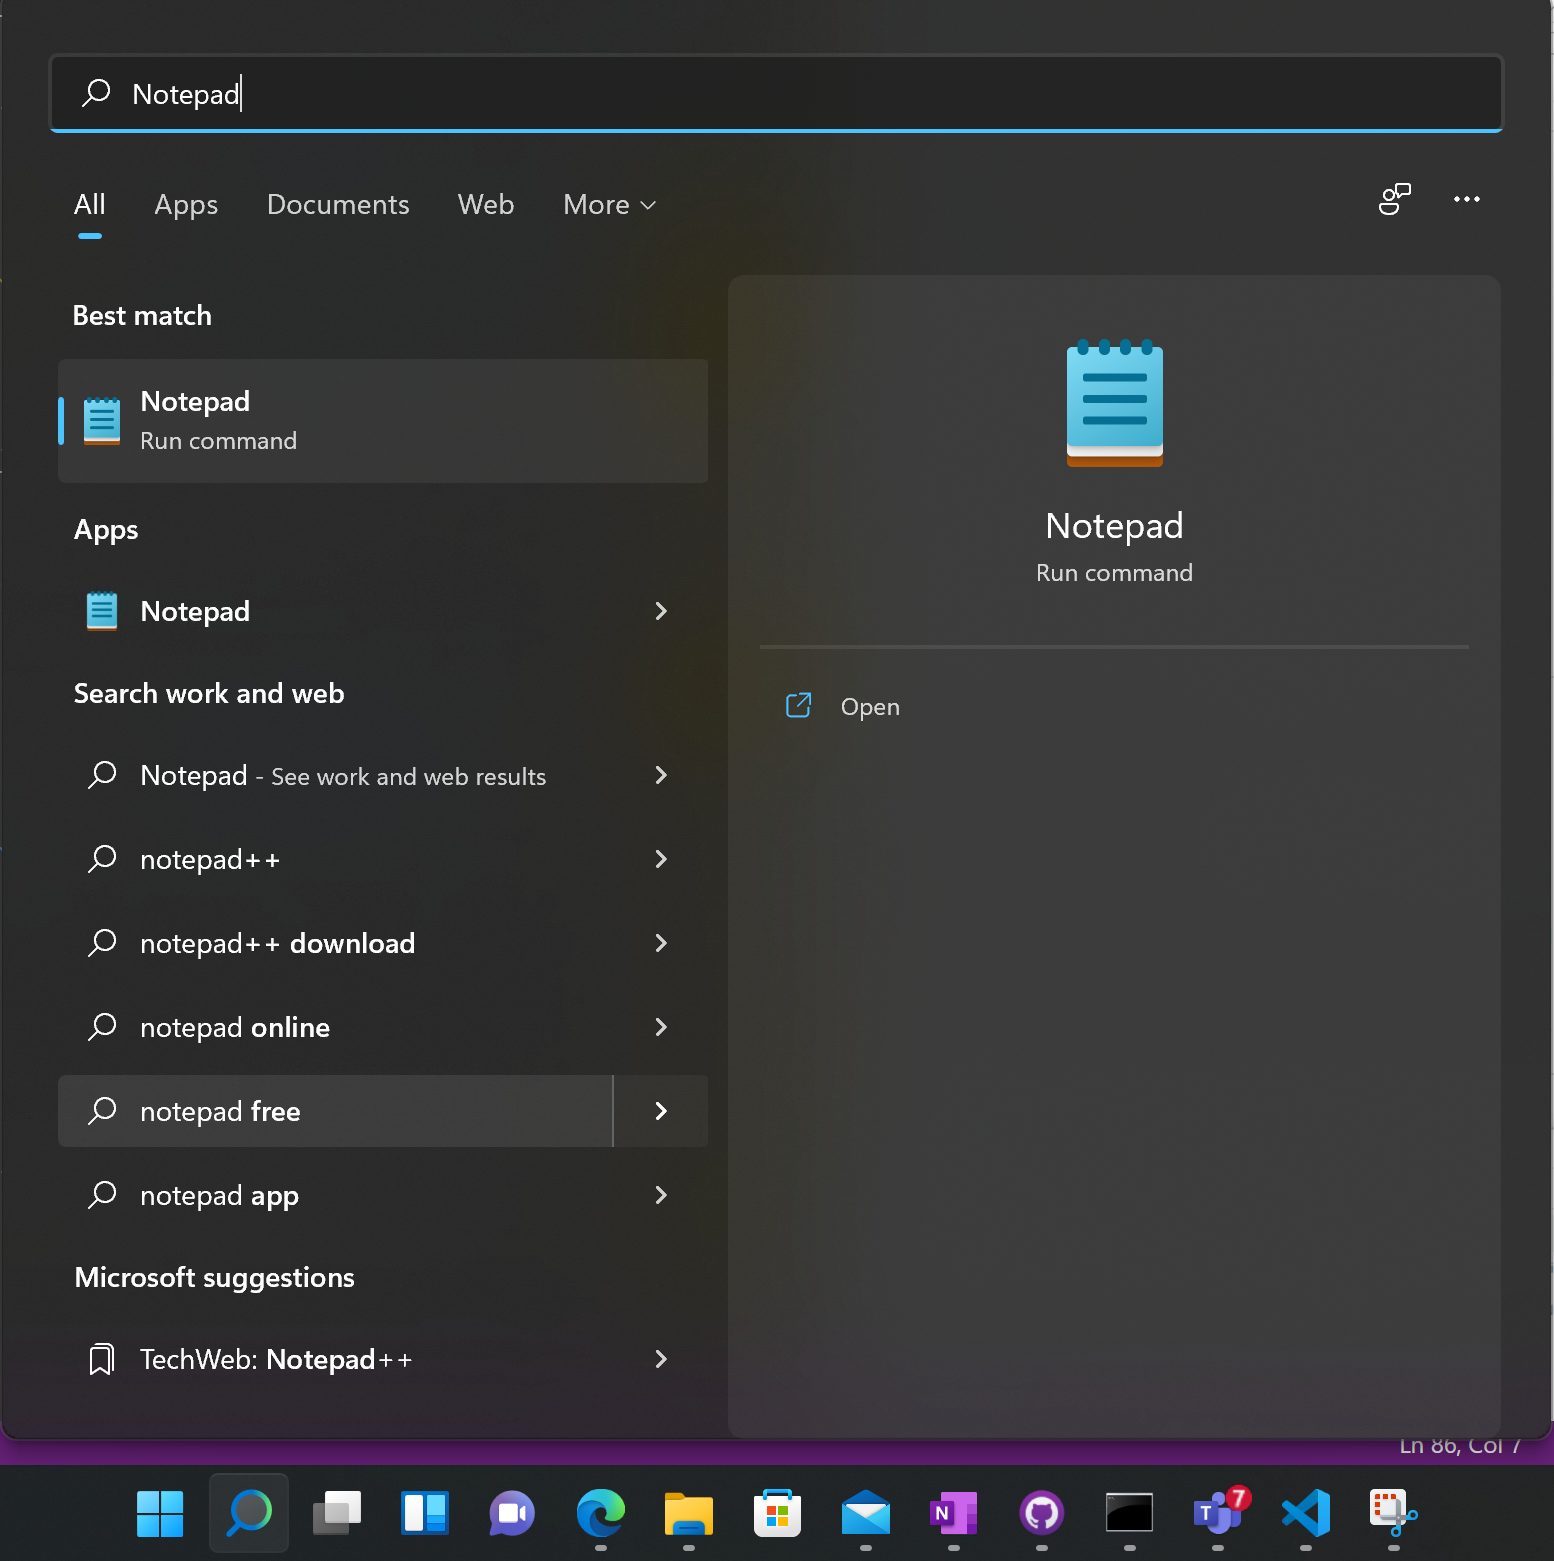 Notepad
All Apps Documents Web More
Best match
Notepad
Run command
Apps
Notepad
Search work and web
Notepad - See work and web results
notepad++
notepad++ download
notepad online
notepad free
notepad app
Microsoft suggestions
TechWeb: Notepad++
Notepad
Run command
Open
Ln 86, Col 7
N
T
7